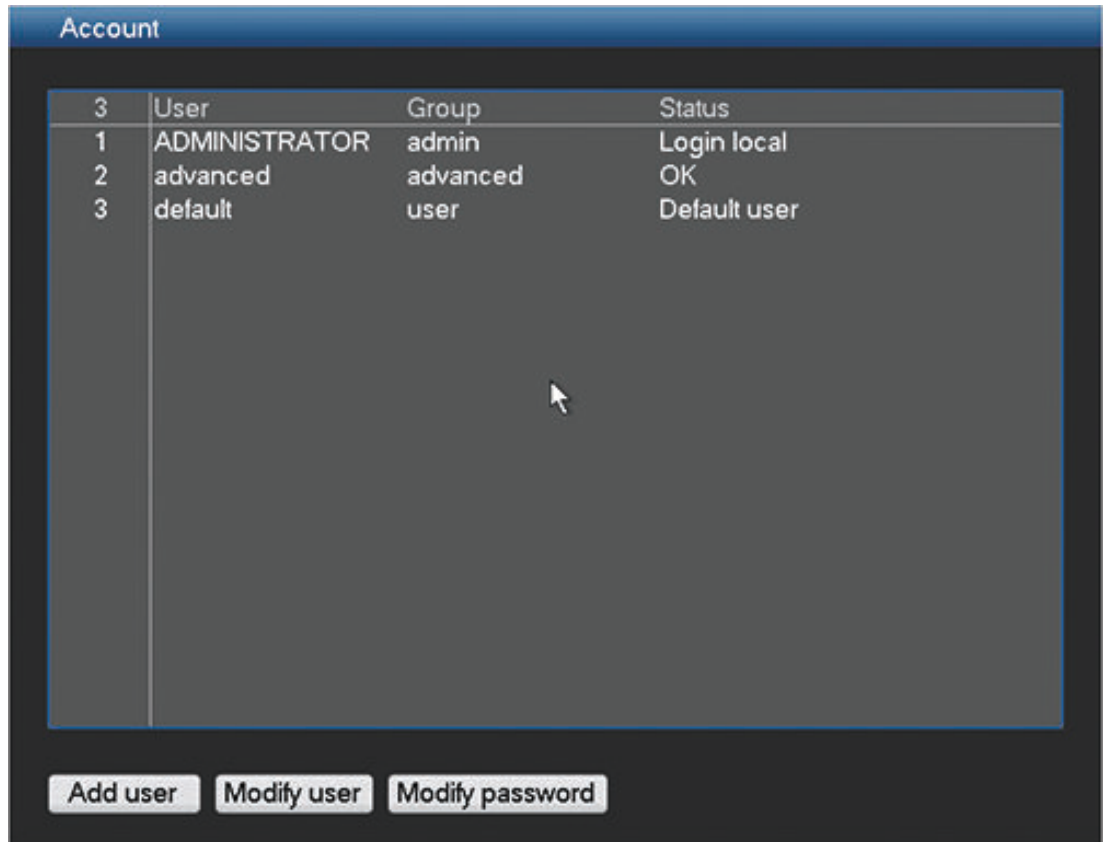 Account
3 User Group Status
1 ADMINISTRATOR admin Login local
2 advanced advanced OK
3 default user Default user
Add user Modify user Modify password